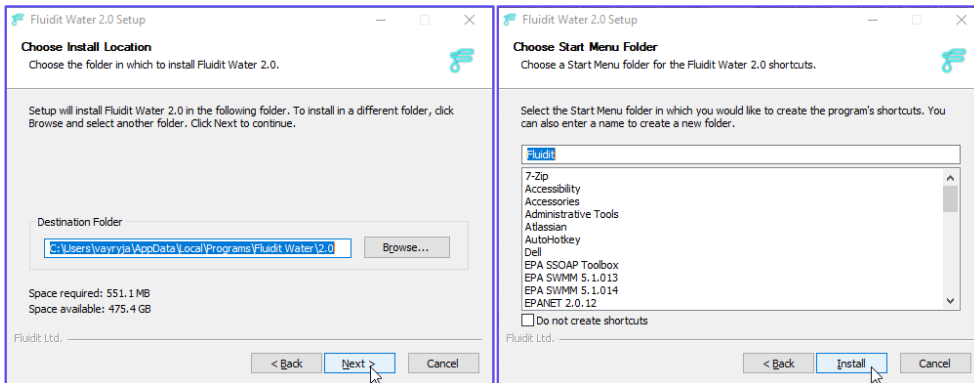 Fluidit Water 2.0 Setup
Choose Install Location
Choose the folder in which to install Fluidit Water 2.0.
Setup will install Fluidit Water 2.0 in the following folder. To install in a different folder, click
Browse and select another folder. Click Next to continue.
Destination Folder
C:\Users\vayryja\AppData\Local\Programs\Fluidit Water\2.0
Browse...
Space required: 551.1 MB
Space available: 475.4 GB
Fluidit Ltd.
< Back
Next >
Cancel
Fluidit Water 2.0 Setup
Choose Start Menu Folder
Choose a Start Menu folder for the Fluidit Water 2.0 shortcuts.
Select the Start Menu folder in which you would like to create the program's shortcuts. You
can also enter a name to create a new folder.
Fluidit
7-Zip
Accessibility
Accessories
Administrative Tools
Atlassian
AutoHotkey
Dell
EPA SSOAP Toolbox
EPA SWMM 5.1.013
EPA SWMM 5.1.014
EPANET 2.0.12
Do not create shortcuts
Fluidit Ltd.
< Back
Install
Cancel